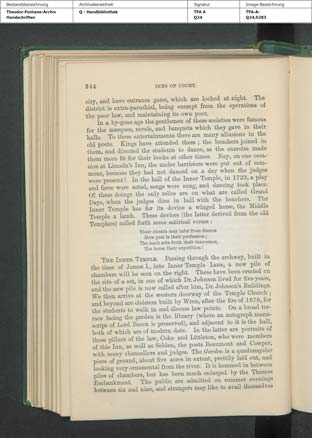 Bestandsbezeichnung
Theodor-Fontane-Archiv
Handschriften
Archivalieneinheit
Q - Handbibliothek
Signatur
TFA A
Q24
Image-Bezeichnung
TFA-A-
Q24,0283
244 INNS OF COURT.
city, and have entrance gates, which are locked at night. The
district is extra-parochial, being exempt from the operations of
the poor law, and maintaining its own poor.
In a by-gone age the gentlemen of these societies were famous
for the masques, revels, and banquets which they gave in their
halls. To these entertainments there are many allusions in the
old poets. Kings have attended them; the benchers joined in
them, and directed the students to dance, as the exercise made
them more fit for their books at other times. Nay, on one occa-
sion at Lincoln's Inn, the under barristers were put out of com-
mons, because they had not danced on a day when the judges
were present! In the hall of the Inner Temple, in 1733, a play
and farce were acted, songs were sung, and dancing took place.
Of these doings the only relics are on what are called Grand
Days, when the judges dine in hall with the benchers. The
Inner Temple has for its device a winged horse, the Middle
Temple a lamb. These devices (the latter derived from the old
Templars) called forth some satirical verses:
Their clients may infer from thence
How just is their profession;
The lamb sets forth their innocence,
The horse their expedition!
THE INNER TEMPLE. Passing through the archway, built in
the time of James I., into Inner Temple Lane, a new pile of
chambers will be seen on the right. These have been erected on
the site of a set, in one of which Dr. Johnson lived for five years,
and the new pile is now called after him, Dr. Johnson's Buildings.
We then arrive at the western doorway of the Temple Church;
and beyond are cloisters built by Wren, after the fire of 1678, for
the students to walk in and discuss law points. On a broad ter-
race facing the garden is the library (where an autograph manu-
script of Lord Bacon is preserved), and adjacent to it is the hall,
both of which are of modern date. In the latter are portraits of
those pillars of the law, Coke and Littleton, who were members
of this Inn, as well as Selden, the poets Beaumont and Cowper,
with many chancellors and judges. The Garden is a quadrangular
piece of ground, about five acres in extent, prettily laid out, and
looking very ornamental from the river. It is hemmed in between
piles of chambers, but has been much enlarged by the Thames
Embankment. The public are admitted on summer evenings
between six and nine, and strangers may like to avail themselves